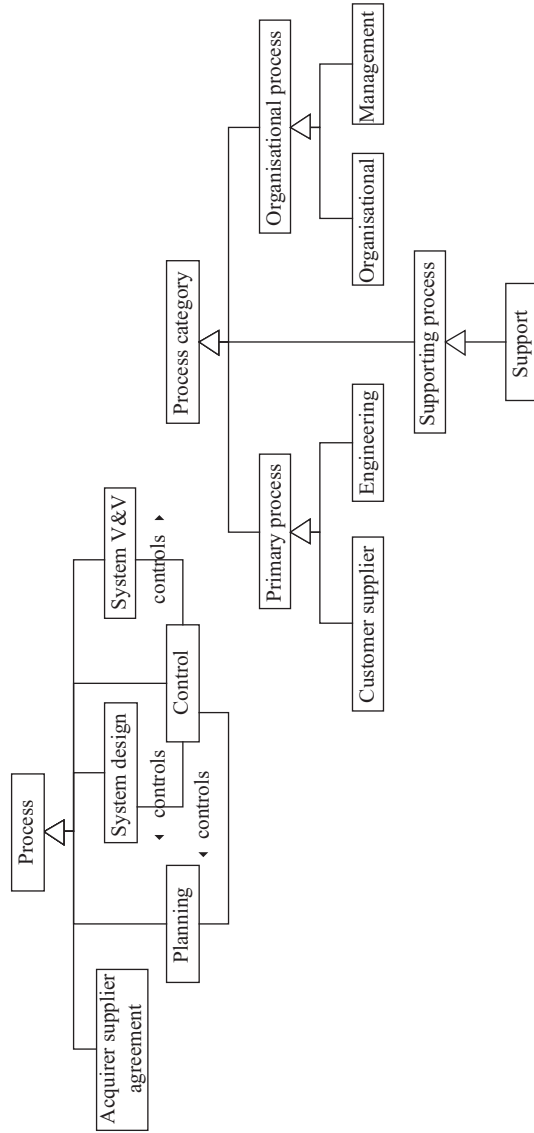 Process
Acquirer supplier
agreement
Planning
System design
Control
System V&V
controls
controls
controls
Process category
Primary process
Organisational process
Customer supplier
Engineering
Organisational
Management
Supporting process
Support